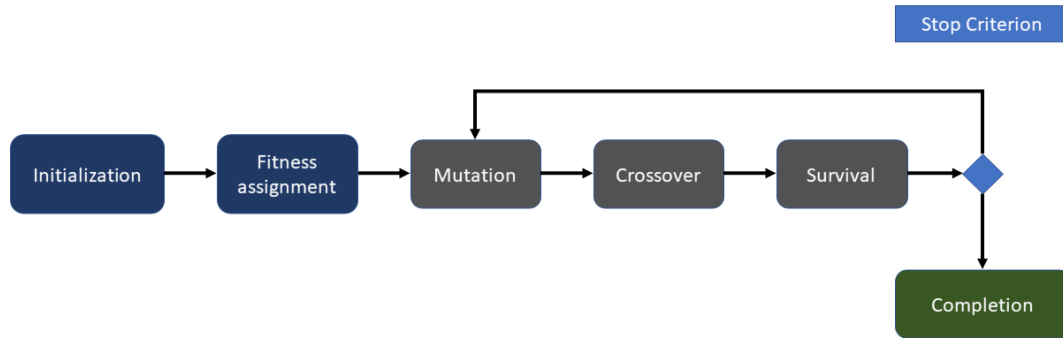 Stop Criterion
Initialization
Fitness
assignment
Mutation
Crossover
Survival
Completion